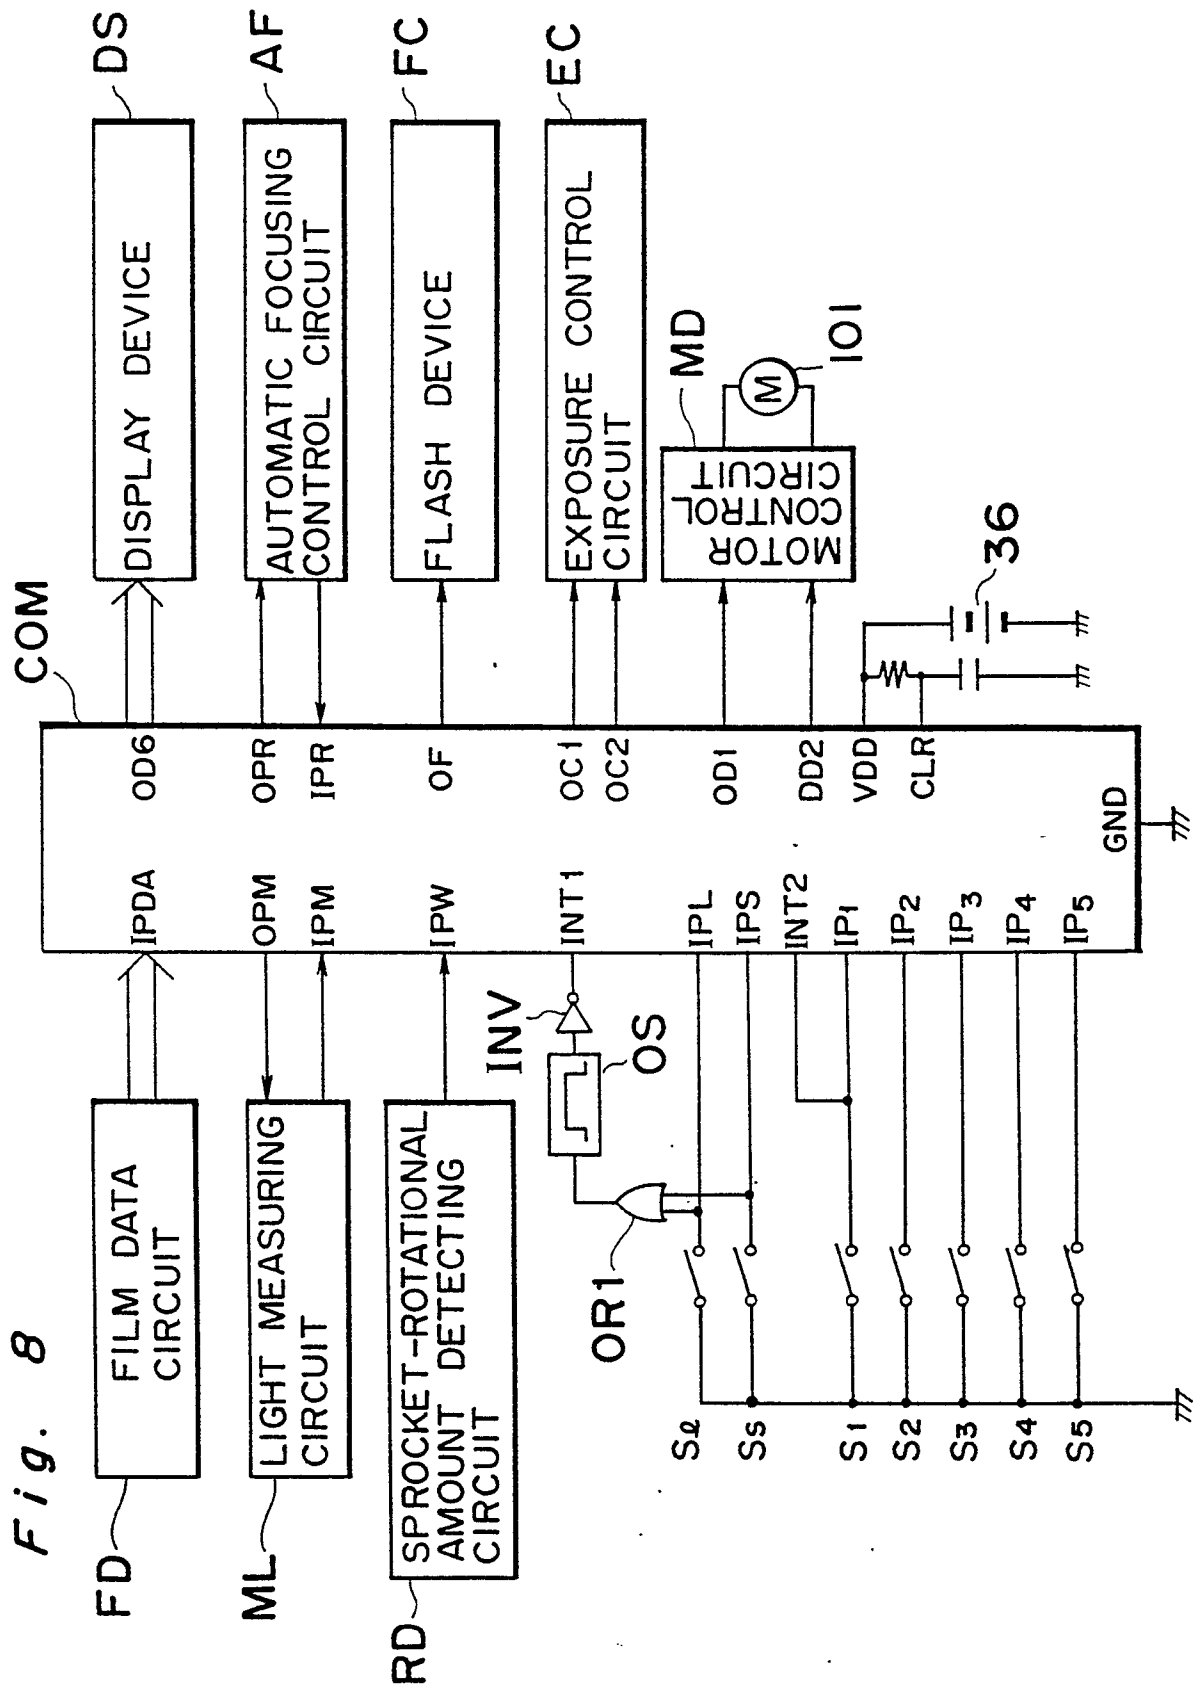 Fig. 8
COM
FD
FILM DATA
CIRCUIT
IPDA
OD6
DISPLAY DEVICE
DS
ML
LIGHT MEASURING
CIRCUIT
OPM
IPM
OPR
IPR
AUTOMATIC FOCUSING
CONTROL CIRCUIT
AF
RD
SPROCKET-ROTATIONAL
AMOUNT DETECTING
CIRCUIT
IPW
OF
FLASH DEVICE
FC
INV
OS
OR1
INT1
OC1
OC2
EXPOSURE CONTROL
CIRCUIT
EC
Sℓ
IPL
SS
IPS
INT2
OD1
DD2
MOTOR
CONTROL
CIRCUIT
MD
M
101
S1
IP1
S2
IP2
S3
IP3
S4
IP4
S5
IP5
VDD
CLR
36
GND